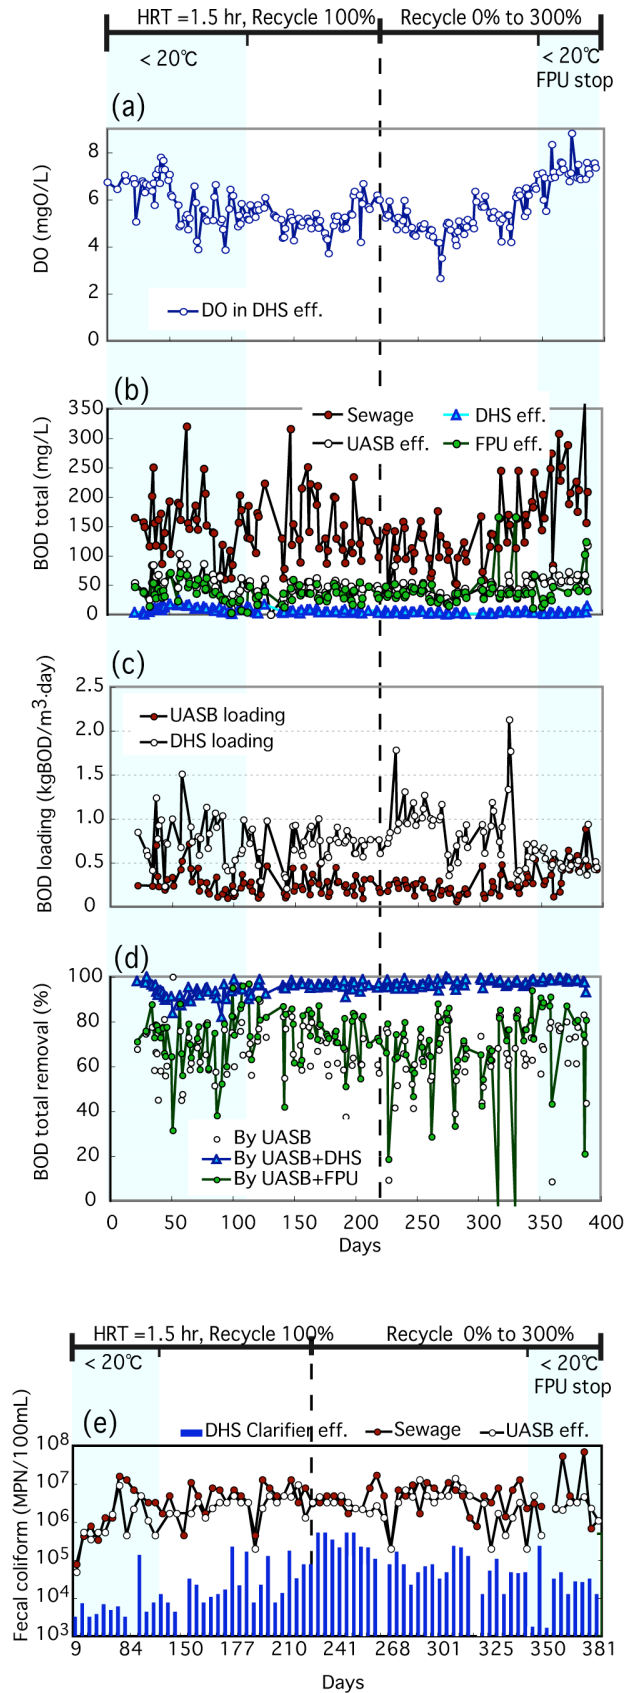 HRT =1.5 hr, Recycle 100%
Recycle 0% to 300%
< 20℃
< 20℃
FPU stop
(a)
8
6
4
2
0
DO (mgO/L)
DO in DHS eff.
(b)
350
300
250
200
150
100
50
0
BOD total (mg/L)
Sewage
DHS eff.
UASB eff.
FPU eff.
(c)
2.5
2.0
1.5
1.0
0.5
0
BOD loading (kgBOD/m³·day)
UASB loading
DHS loading
(d)
100
80
60
40
20
0
BOD total removal (%)
By UASB
By UASB+DHS
By UASB+FPU
0 50 100 150 200 250 300 350 400
Days
HRT =1.5 hr, Recycle 100%
Recycle 0% to 300%
< 20℃
< 20℃
FPU stop
(e)
DHS Clarifier eff.
Sewage
UASB eff.
10⁸
10⁷
10⁶
10⁵
10⁴
10³
Fecal coliform (MPN/100mL)
9 84 150 177 210 241 268 301 325 350 381
Days